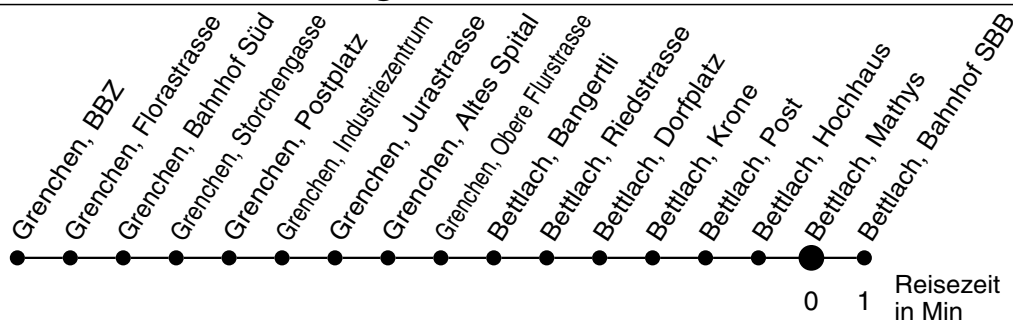 Grenchen, BBZ
Grenchen, Florastrasse
Grenchen, Bahnhof Süd
Grenchen, Storchengasse
Grenchen, Postplatz
Grenchen, Industriezentrum
Grenchen, Jurastrasse
Grenchen, Altes Spital
Grenchen, Obere Flurstrasse
Bettlach, Bangertli
Bettlach, Riedstrasse
Bettlach, Dorfplatz
Bettlach, Krone
Bettlach, Post
Bettlach, Hochhaus
Bettlach, Mathys
Bettlach, Bahnhof SBB
0 1 Reisezeit
in Min